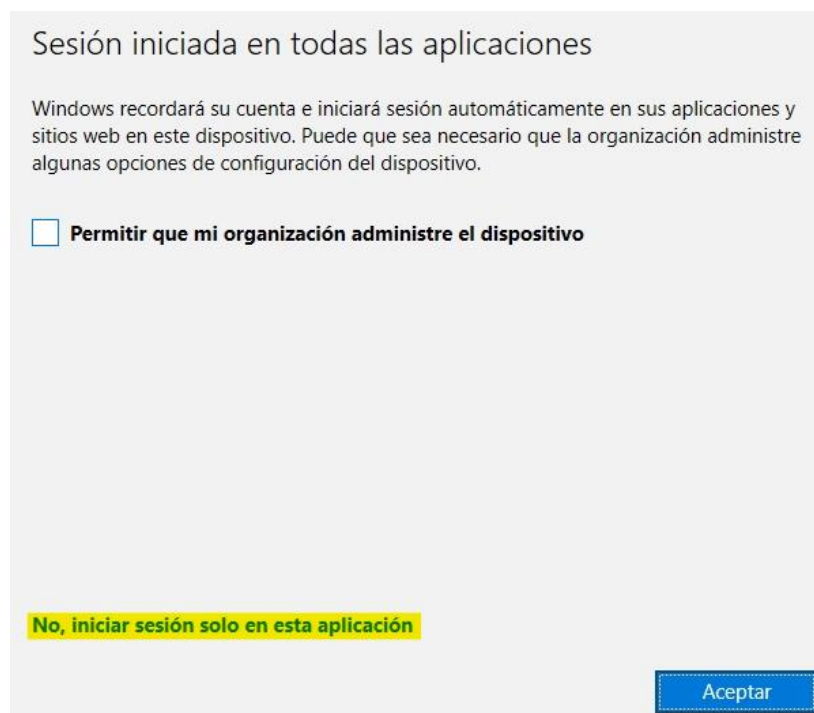 Sesión iniciada en todas las aplicaciones
Windows recordará su cuenta e iniciará sesión automáticamente en sus aplicaciones y
sitios web en este dispositivo. Puede que sea necesario que la organización administre
algunas opciones de configuración del dispositivo.
Permitir que mi organización administre el dispositivo
No, iniciar sesión solo en esta aplicación
Aceptar